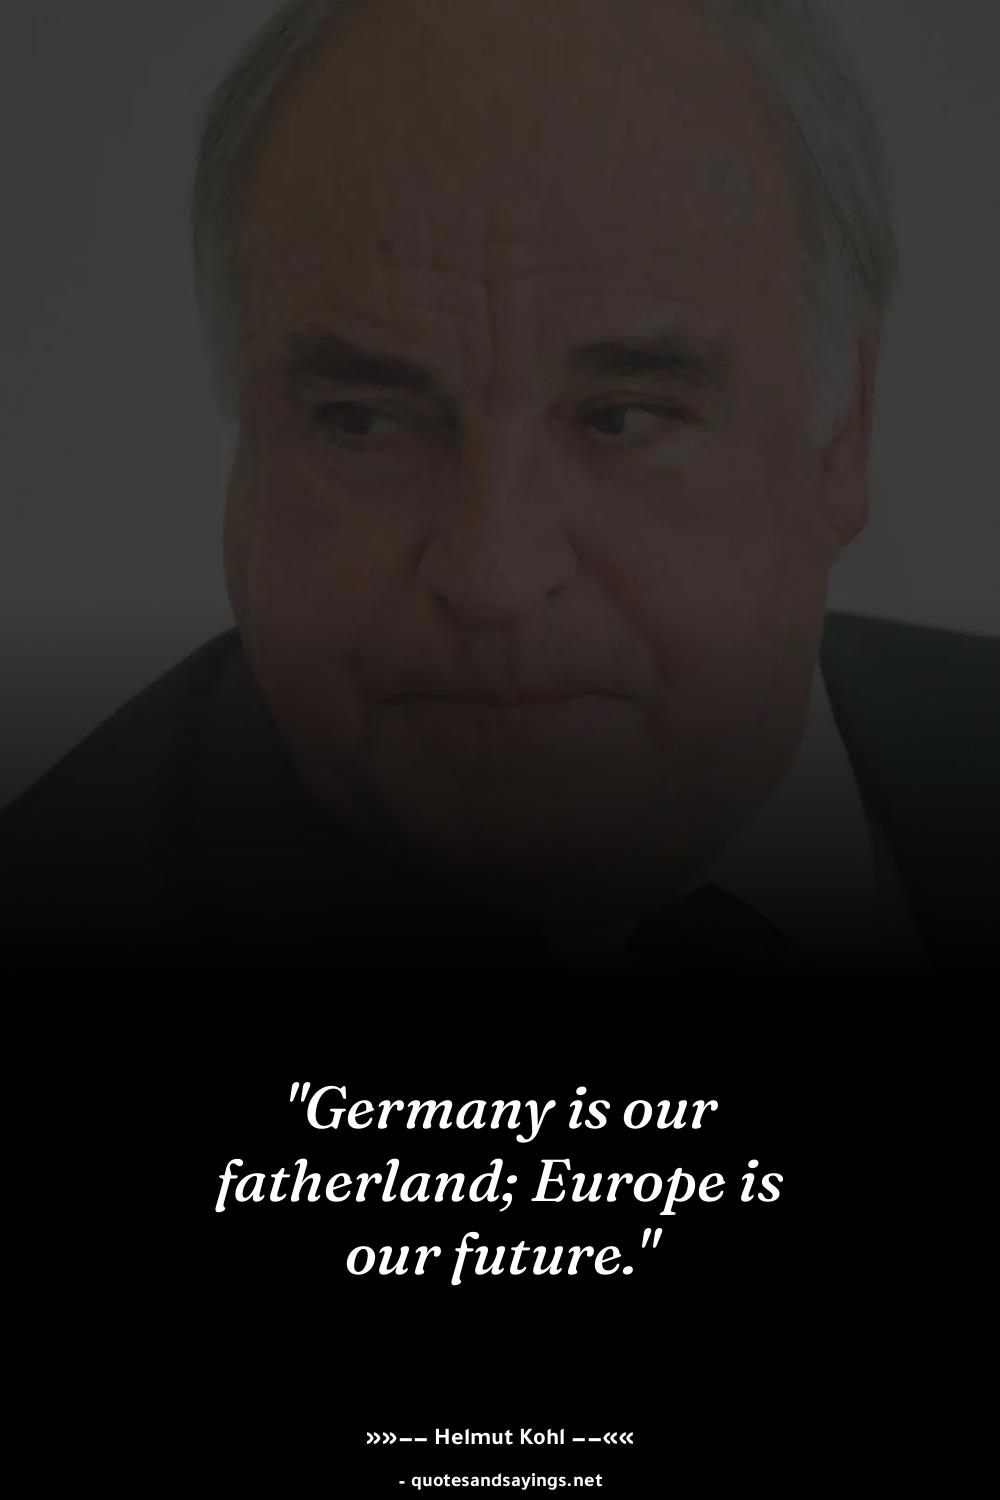 "Germany is our
fatherland; Europe is
our future."
»»–– Helmut Kohl ––««
- quotesandsayings.net